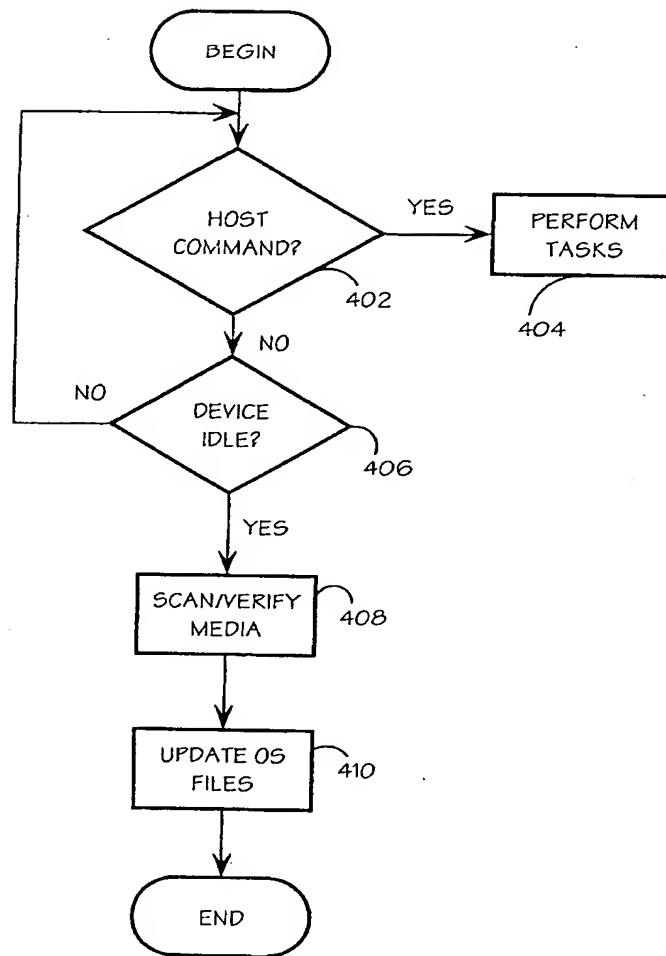 BEGIN
HOST
COMMAND?
402
YES
PERFORM
TASKS
404
NO
NO
DEVICE
IDLE?
406
YES
SCAN/VERIFY
MEDIA
408
UPDATE OS
FILES
410
END